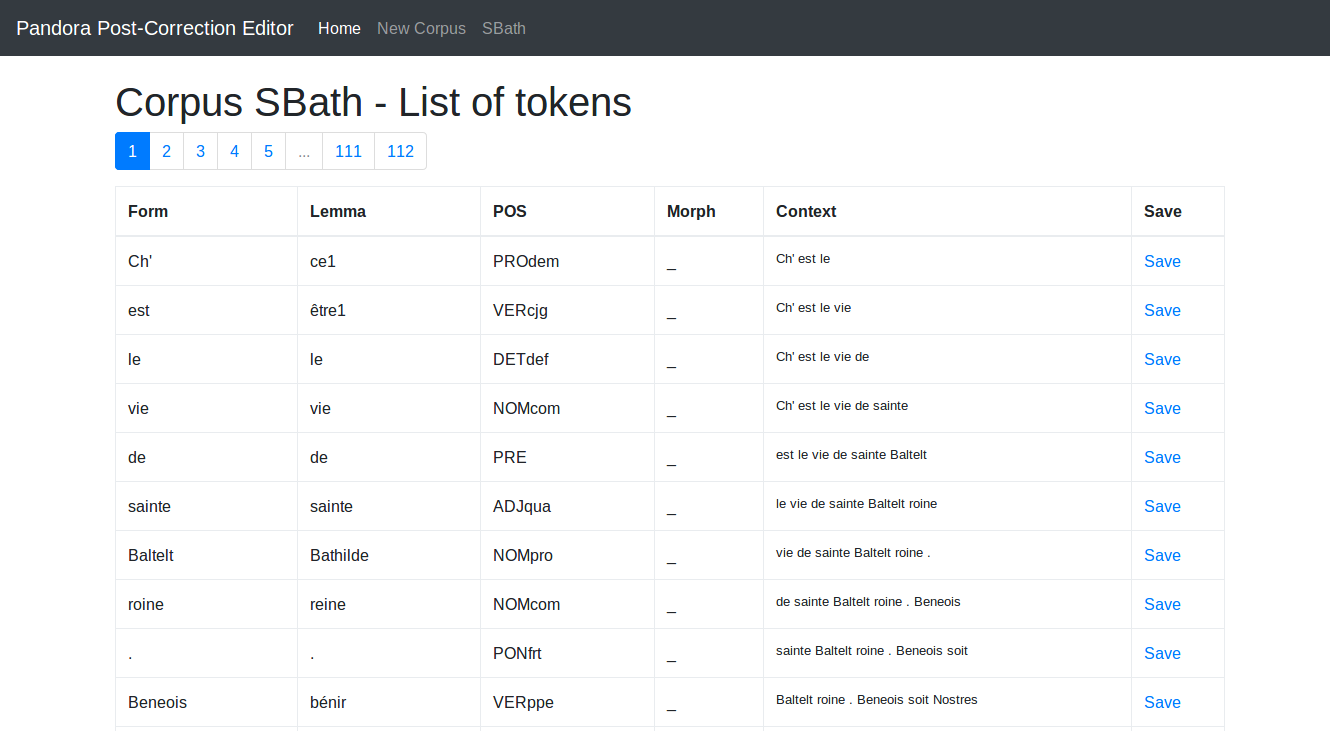 Pandora Post-Correction Editor Home New Corpus SBath
Corpus SBath - List of tokens
1 2 3 4 5 ... 111 112
Form Lemma POS Morph Context Save
Ch' ce1 PROdem _ Ch' est le Save
est être1 VERcjg _ Ch' est le vie Save
le le DETdef _ Ch' est le vie de Save
vie vie NOMcom _ Ch' est le vie de sainte Save
de de PRE _ est le vie de sainte Baltelt Save
sainte sainte ADJqua _ le vie de sainte Baltelt roine Save
Baltelt Bathilde NOMpro _ vie de sainte Baltelt roine . Save
roine reine NOMcom _ de sainte Baltelt roine . Beneois Save
. . PONfrt _ sainte Baltelt roine . Beneois soit Save
Beneois bénir VERppe _ Baltelt roine . Beneois soit Nostres Save